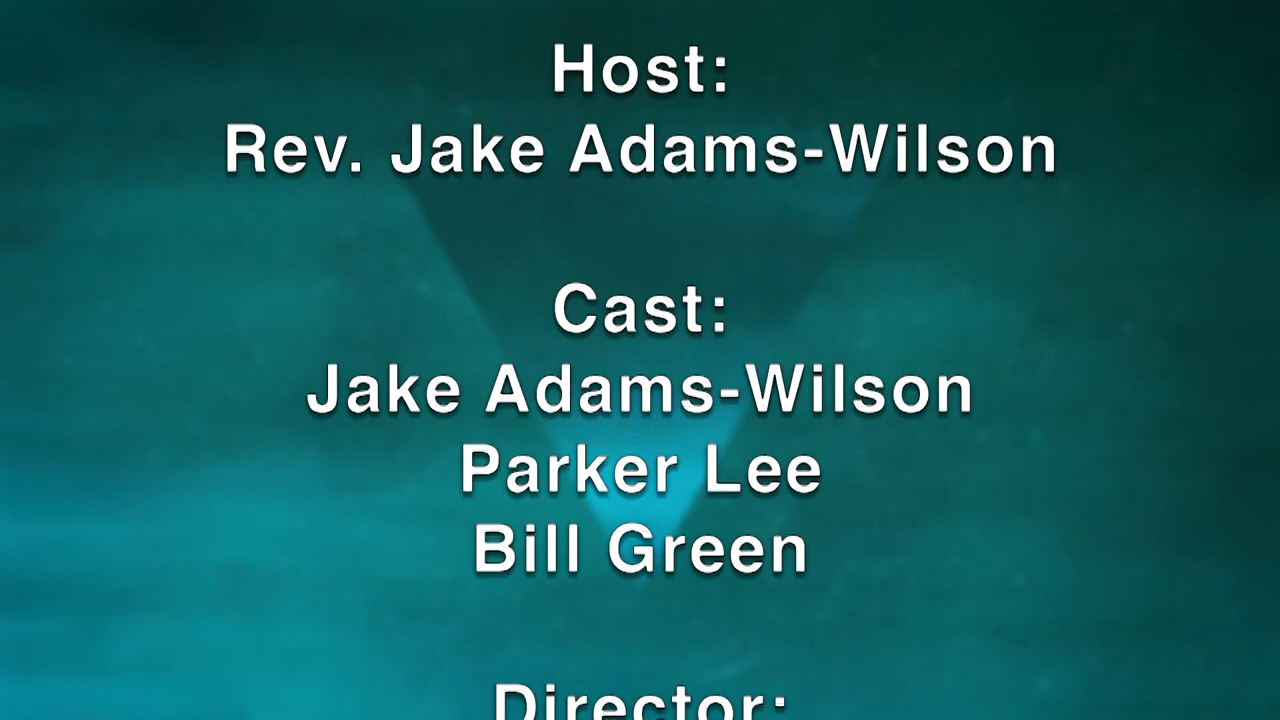 Host:
Rev. Jake Adams-Wilson
Cast:
Jake Adams-Wilson
Parker Lee
Bill Green
Director: